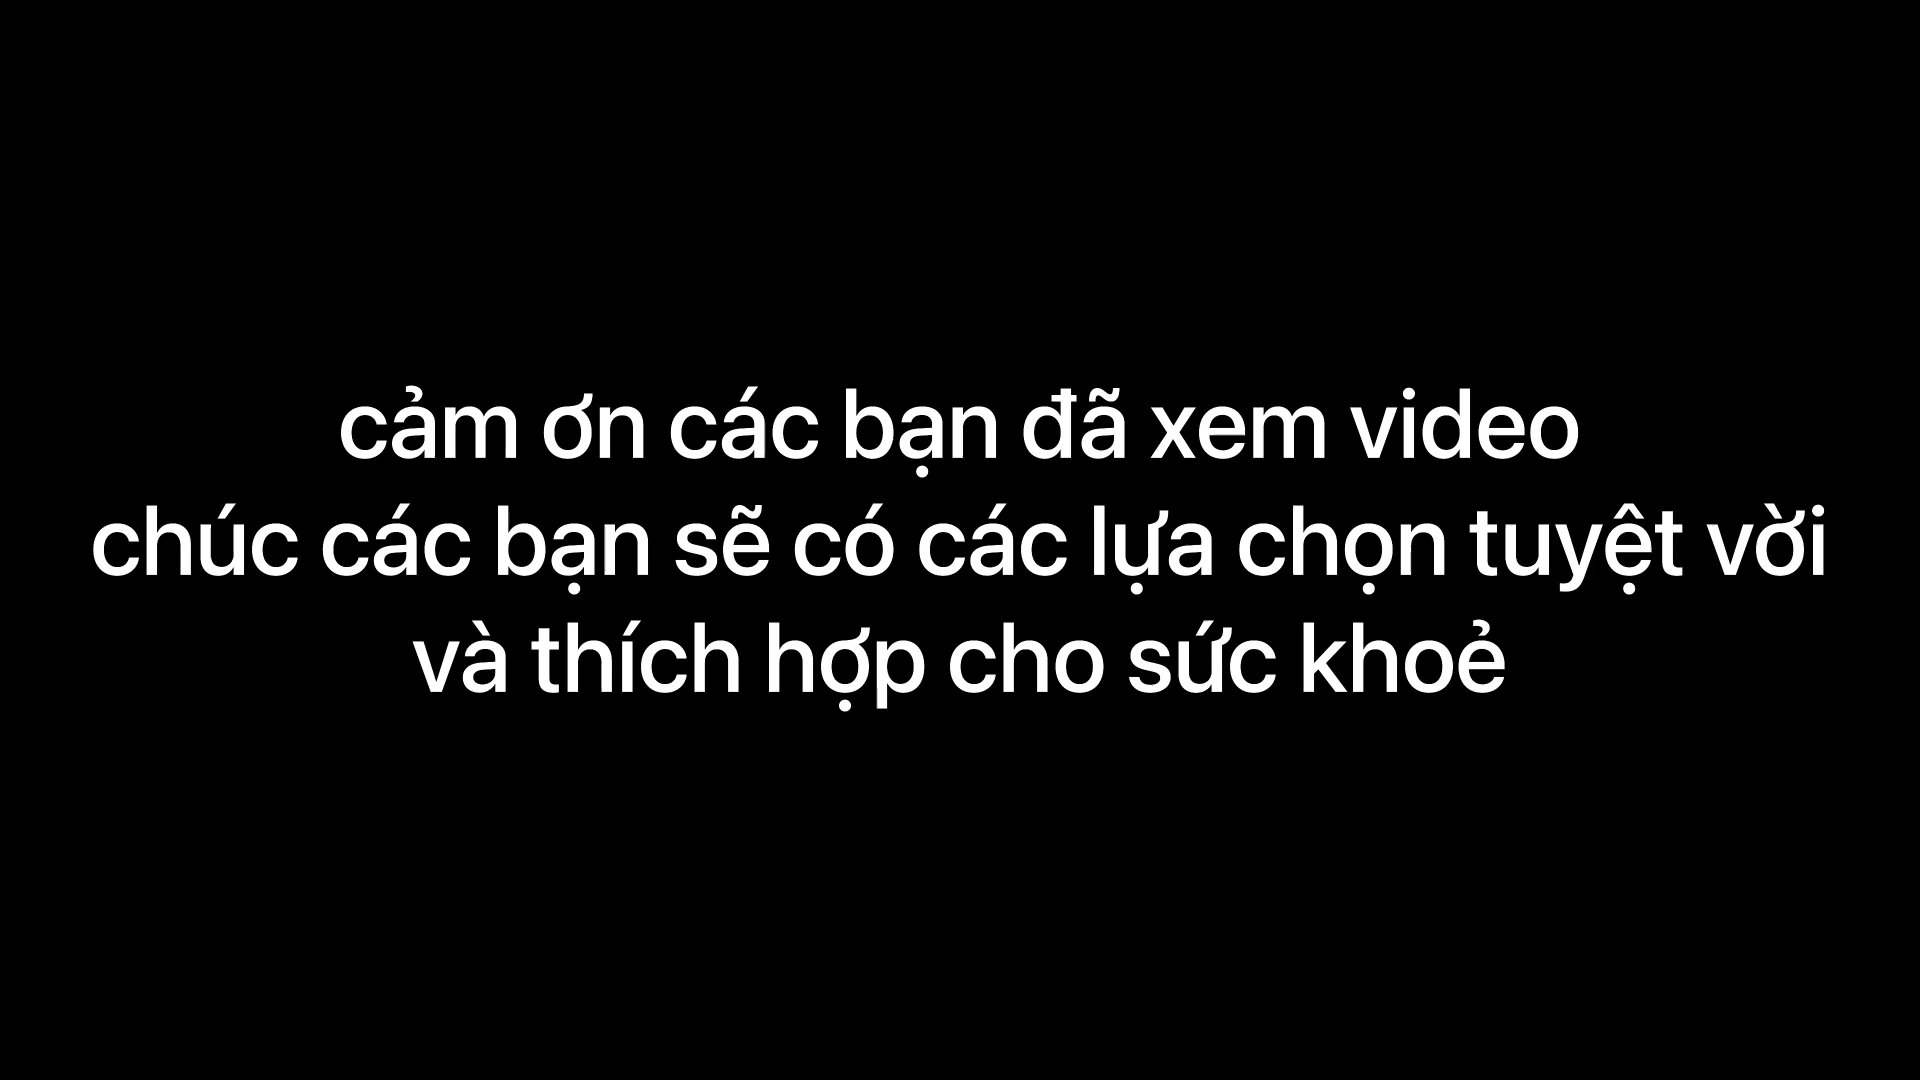 cảm ơn các bạn đã xem video
chúc các bạn sẽ có các lựa chọn tuyệt vời
và thích hợp cho sức khoẻ